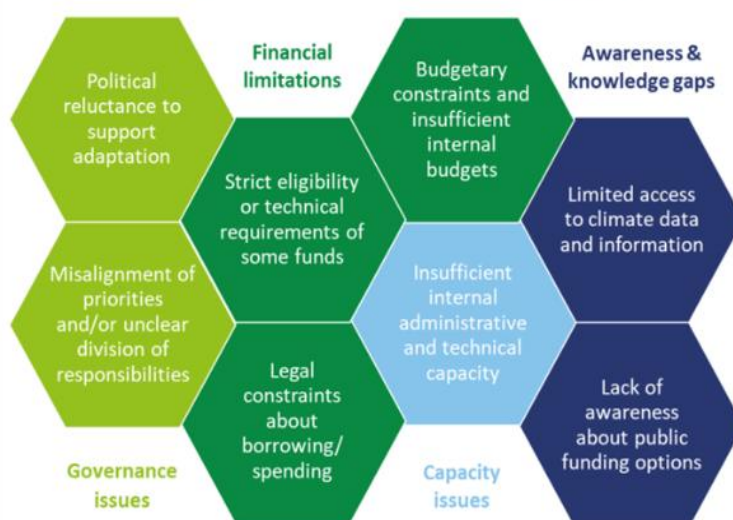 Political
reluctance to
support
adaptation
Financial
limitations
Budgetary
constraints and
insufficient
internal
budgets
Awareness &
knowledge gaps
Strict eligibility
or technical
requirements of
some funds
Limited access
to climate data
and information
Misalignment of
priorities
and/or unclear
division of
responsibilities
Insufficient
internal
administrative
and technical
capacity
Legal
constraints
about
borrowing/
spending
Lack of
awareness
about public
funding options
Governance
issues
Capacity
issues